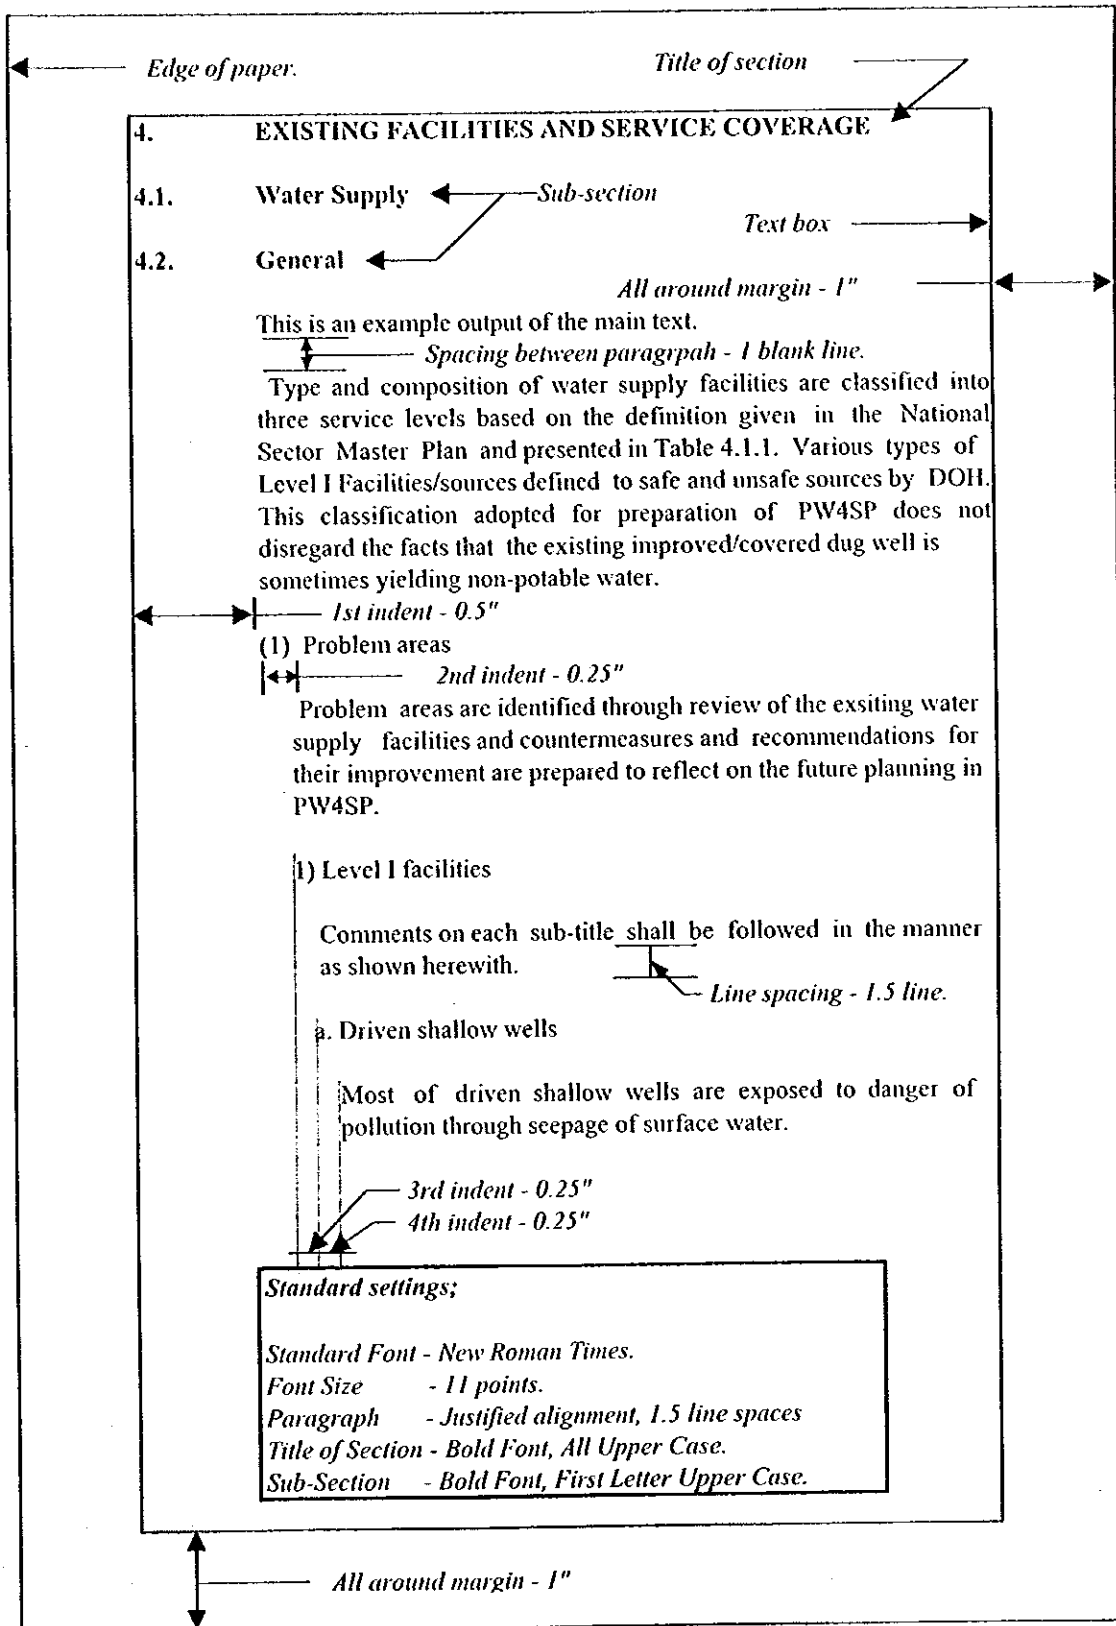 Edge of paper.
Title of section
4. EXISTING FACILITIES AND SERVICE COVERAGE
4.1. Water Supply
Sub-section
Text box
4.2. General
All around margin - 1"
This is an example output of the main text.
Spacing between paragrpah - 1 blank line.
Type and composition of water supply facilities are classified into
three service levels based on the definition given in the National
Sector Master Plan and presented in Table 4.1.1. Various types of
Level I Facilities/sources defined to safe and unsafe sources by DOH.
This classification adopted for preparation of PW4SP does not
disregard the facts that the existing improved/covered dug well is
sometimes yielding non-potable water.
1st indent - 0.5"
(1) Problem areas
2nd indent - 0.25"
Problem areas are identified through review of the exsiting water
supply facilities and countermeasures and recommendations for
their improvement are prepared to reflect on the future planning in
PW4SP.
1) Level I facilities
Comments on each sub-title shall be followed in the manner
as shown herewith.
Line spacing - 1.5 line.
a. Driven shallow wells
Most of driven shallow wells are exposed to danger of
pollution through seepage of surface water.
3rd indent - 0.25"
4th indent - 0.25"
Standard settings;
Standard Font - New Roman Times.
Font Size - 11 points.
Paragraph - Justified alignment, 1.5 line spaces
Title of Section - Bold Font, All Upper Case.
Sub-Section - Bold Font, First Letter Upper Case.
All around margin - 1"